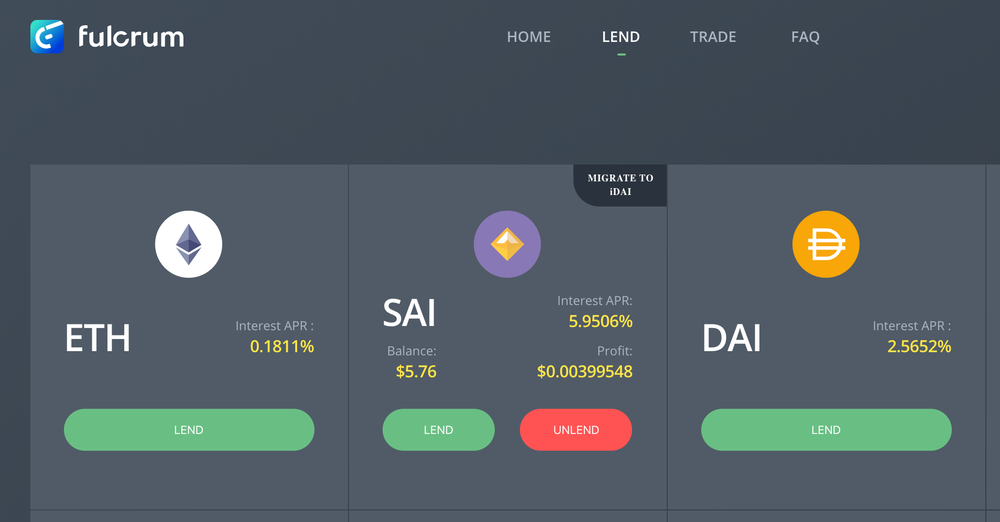 fulcrum
HOME LEND TRADE FAQ
ETH
Interest APR :
0.1811%
LEND
MIGRATE TO
iDAI
SAI
Interest APR:
5.9506%
Balance:
$5.76
Profit:
$0.00399548
LEND
UNLEND
DAI
Interest APR :
2.5652%
LEND